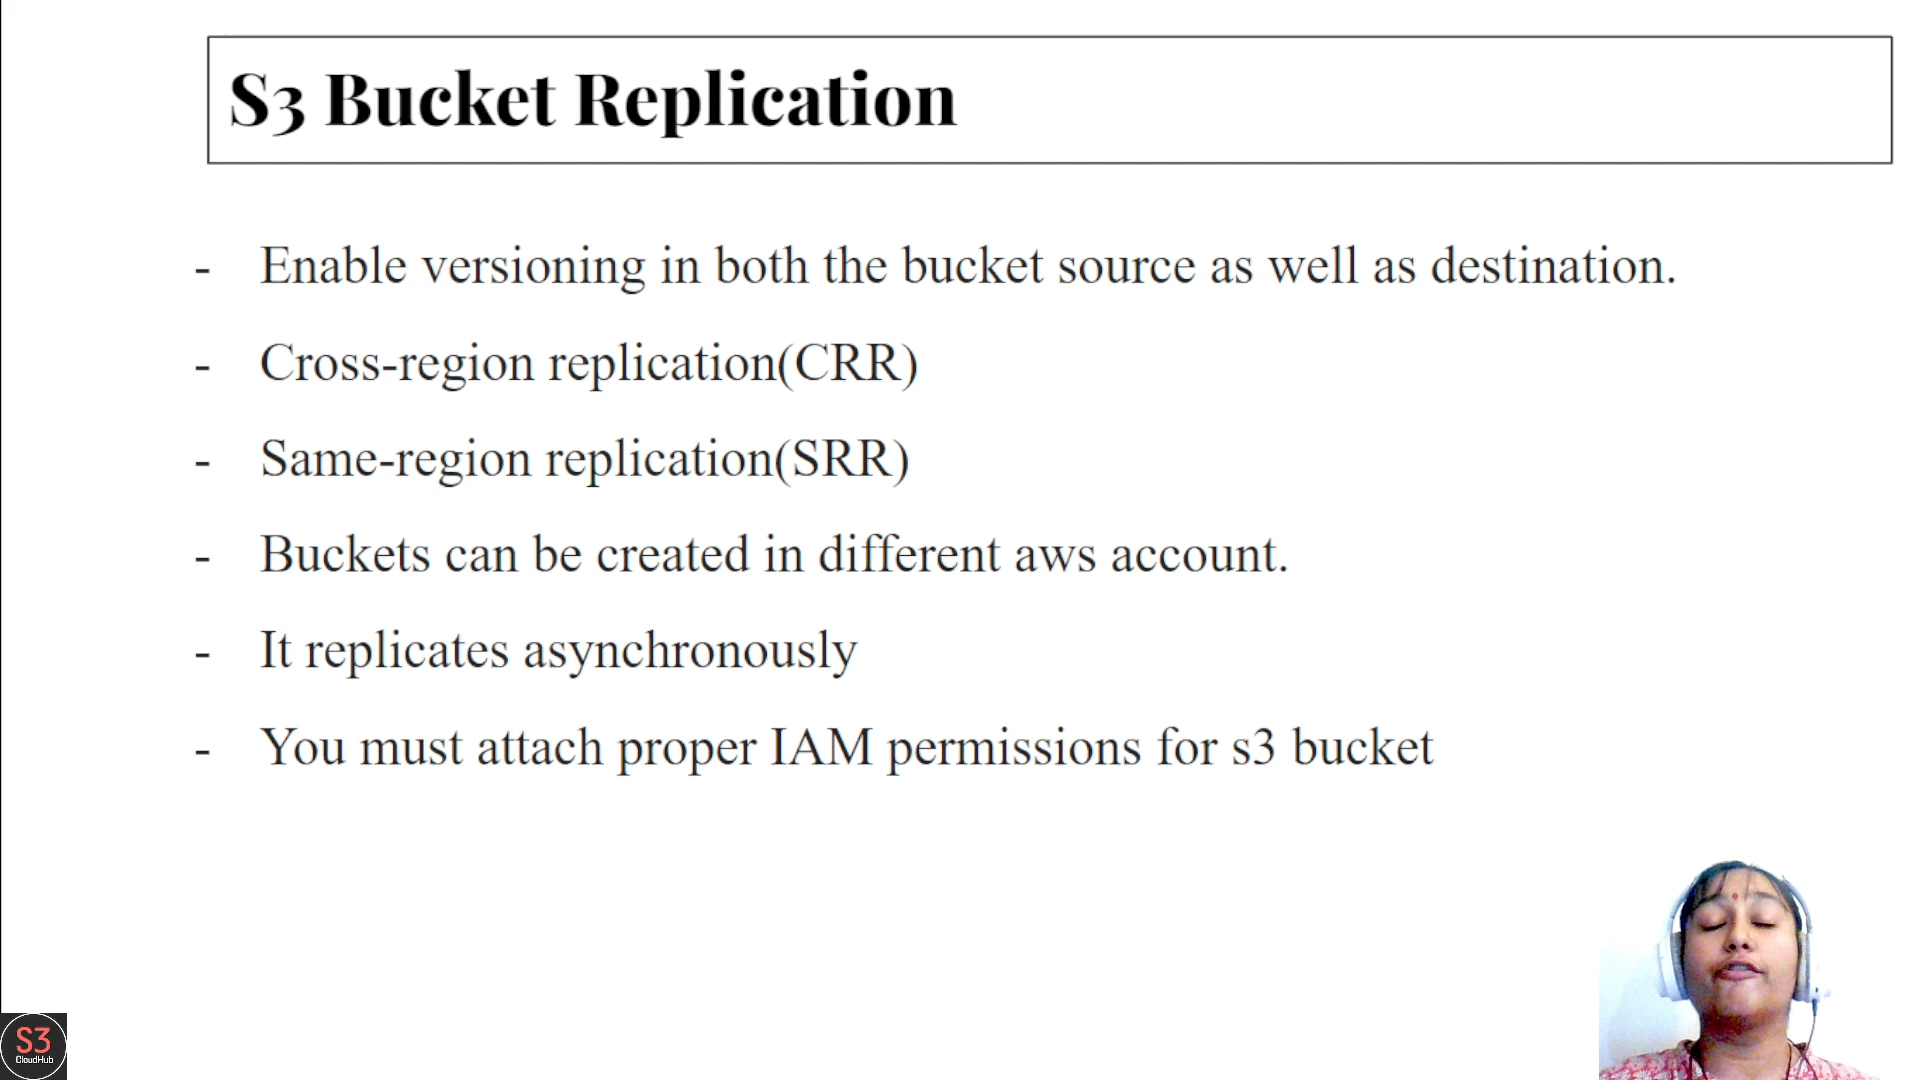 S3 Bucket Replication
- Enable versioning in both the bucket source as well as destination.
- Cross-region replication(CRR)
- Same-region replication(SRR)
- Buckets can be created in different aws account.
- It replicates asynchronously
- You must attach proper IAM permissions for s3 bucket
S3
CloudHub